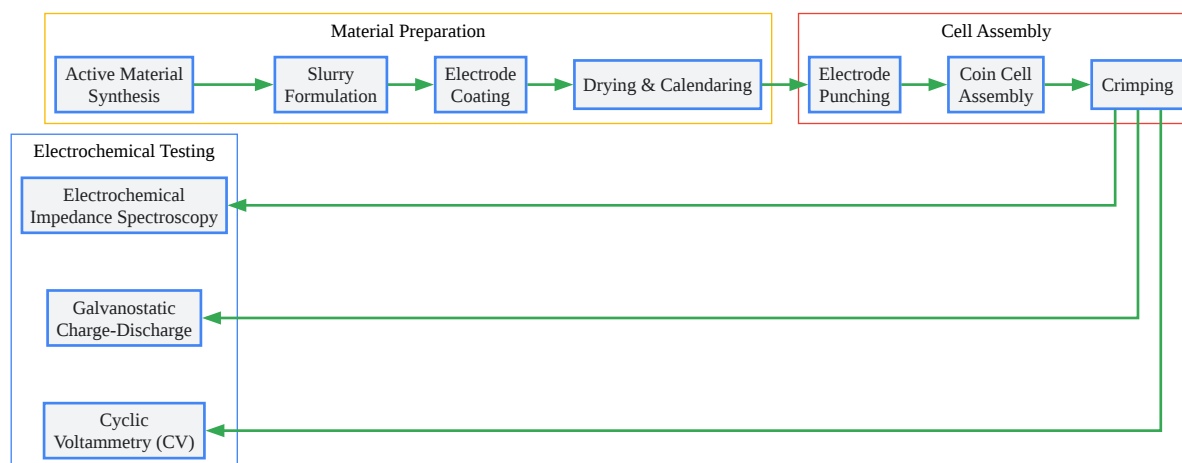 Material Preparation
Active Material
Synthesis
Slurry
Formulation
Electrode
Coating
Drying & Calendaring
Cell Assembly
Electrode
Punching
Coin Cell
Assembly
Crimping
Electrochemical Testing
Electrochemical
Impedance Spectroscopy
Galvanostatic
Charge-Discharge
Cyclic
Voltammetry (CV)